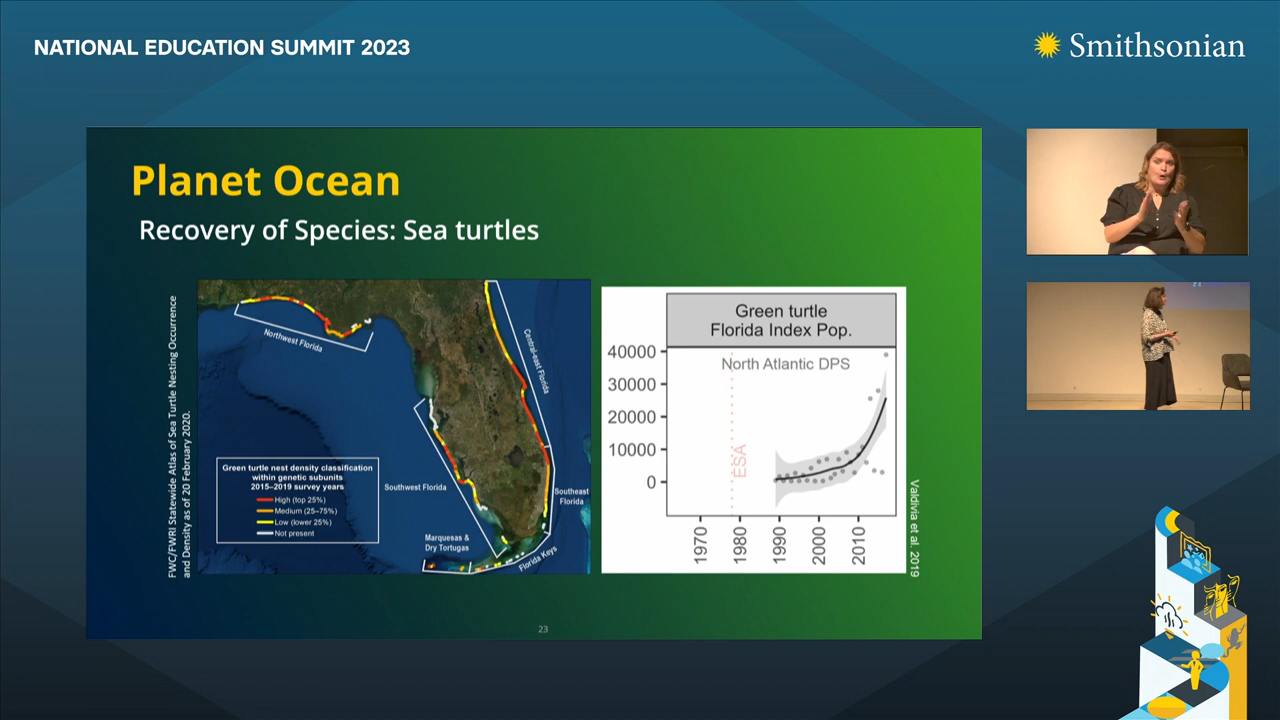 NATIONAL EDUCATION SUMMIT 2023
Smithsonian
Planet Ocean
Recovery of Species: Sea turtles
FWC/FWRI Statewide Atlas of Sea Turtle Nesting Occurrence
and Density as of 20 February 2020.
Northwest Florida
Central-east Florida
Southwest Florida
Southeast
Florida
Marquesas &
Dry Tortugas
Florida Keys
Green turtle nest density classification
within genetic subunits
2015–2019 survey years
High (top 25%)
Medium (25–75%)
Low (lower 25%)
Not present
Green turtle
Florida Index Pop.
North Atlantic DPS
ESA
40000
30000
20000
10000
0
1970
1980
1990
2000
2010
Valdivia et al. 2019
23